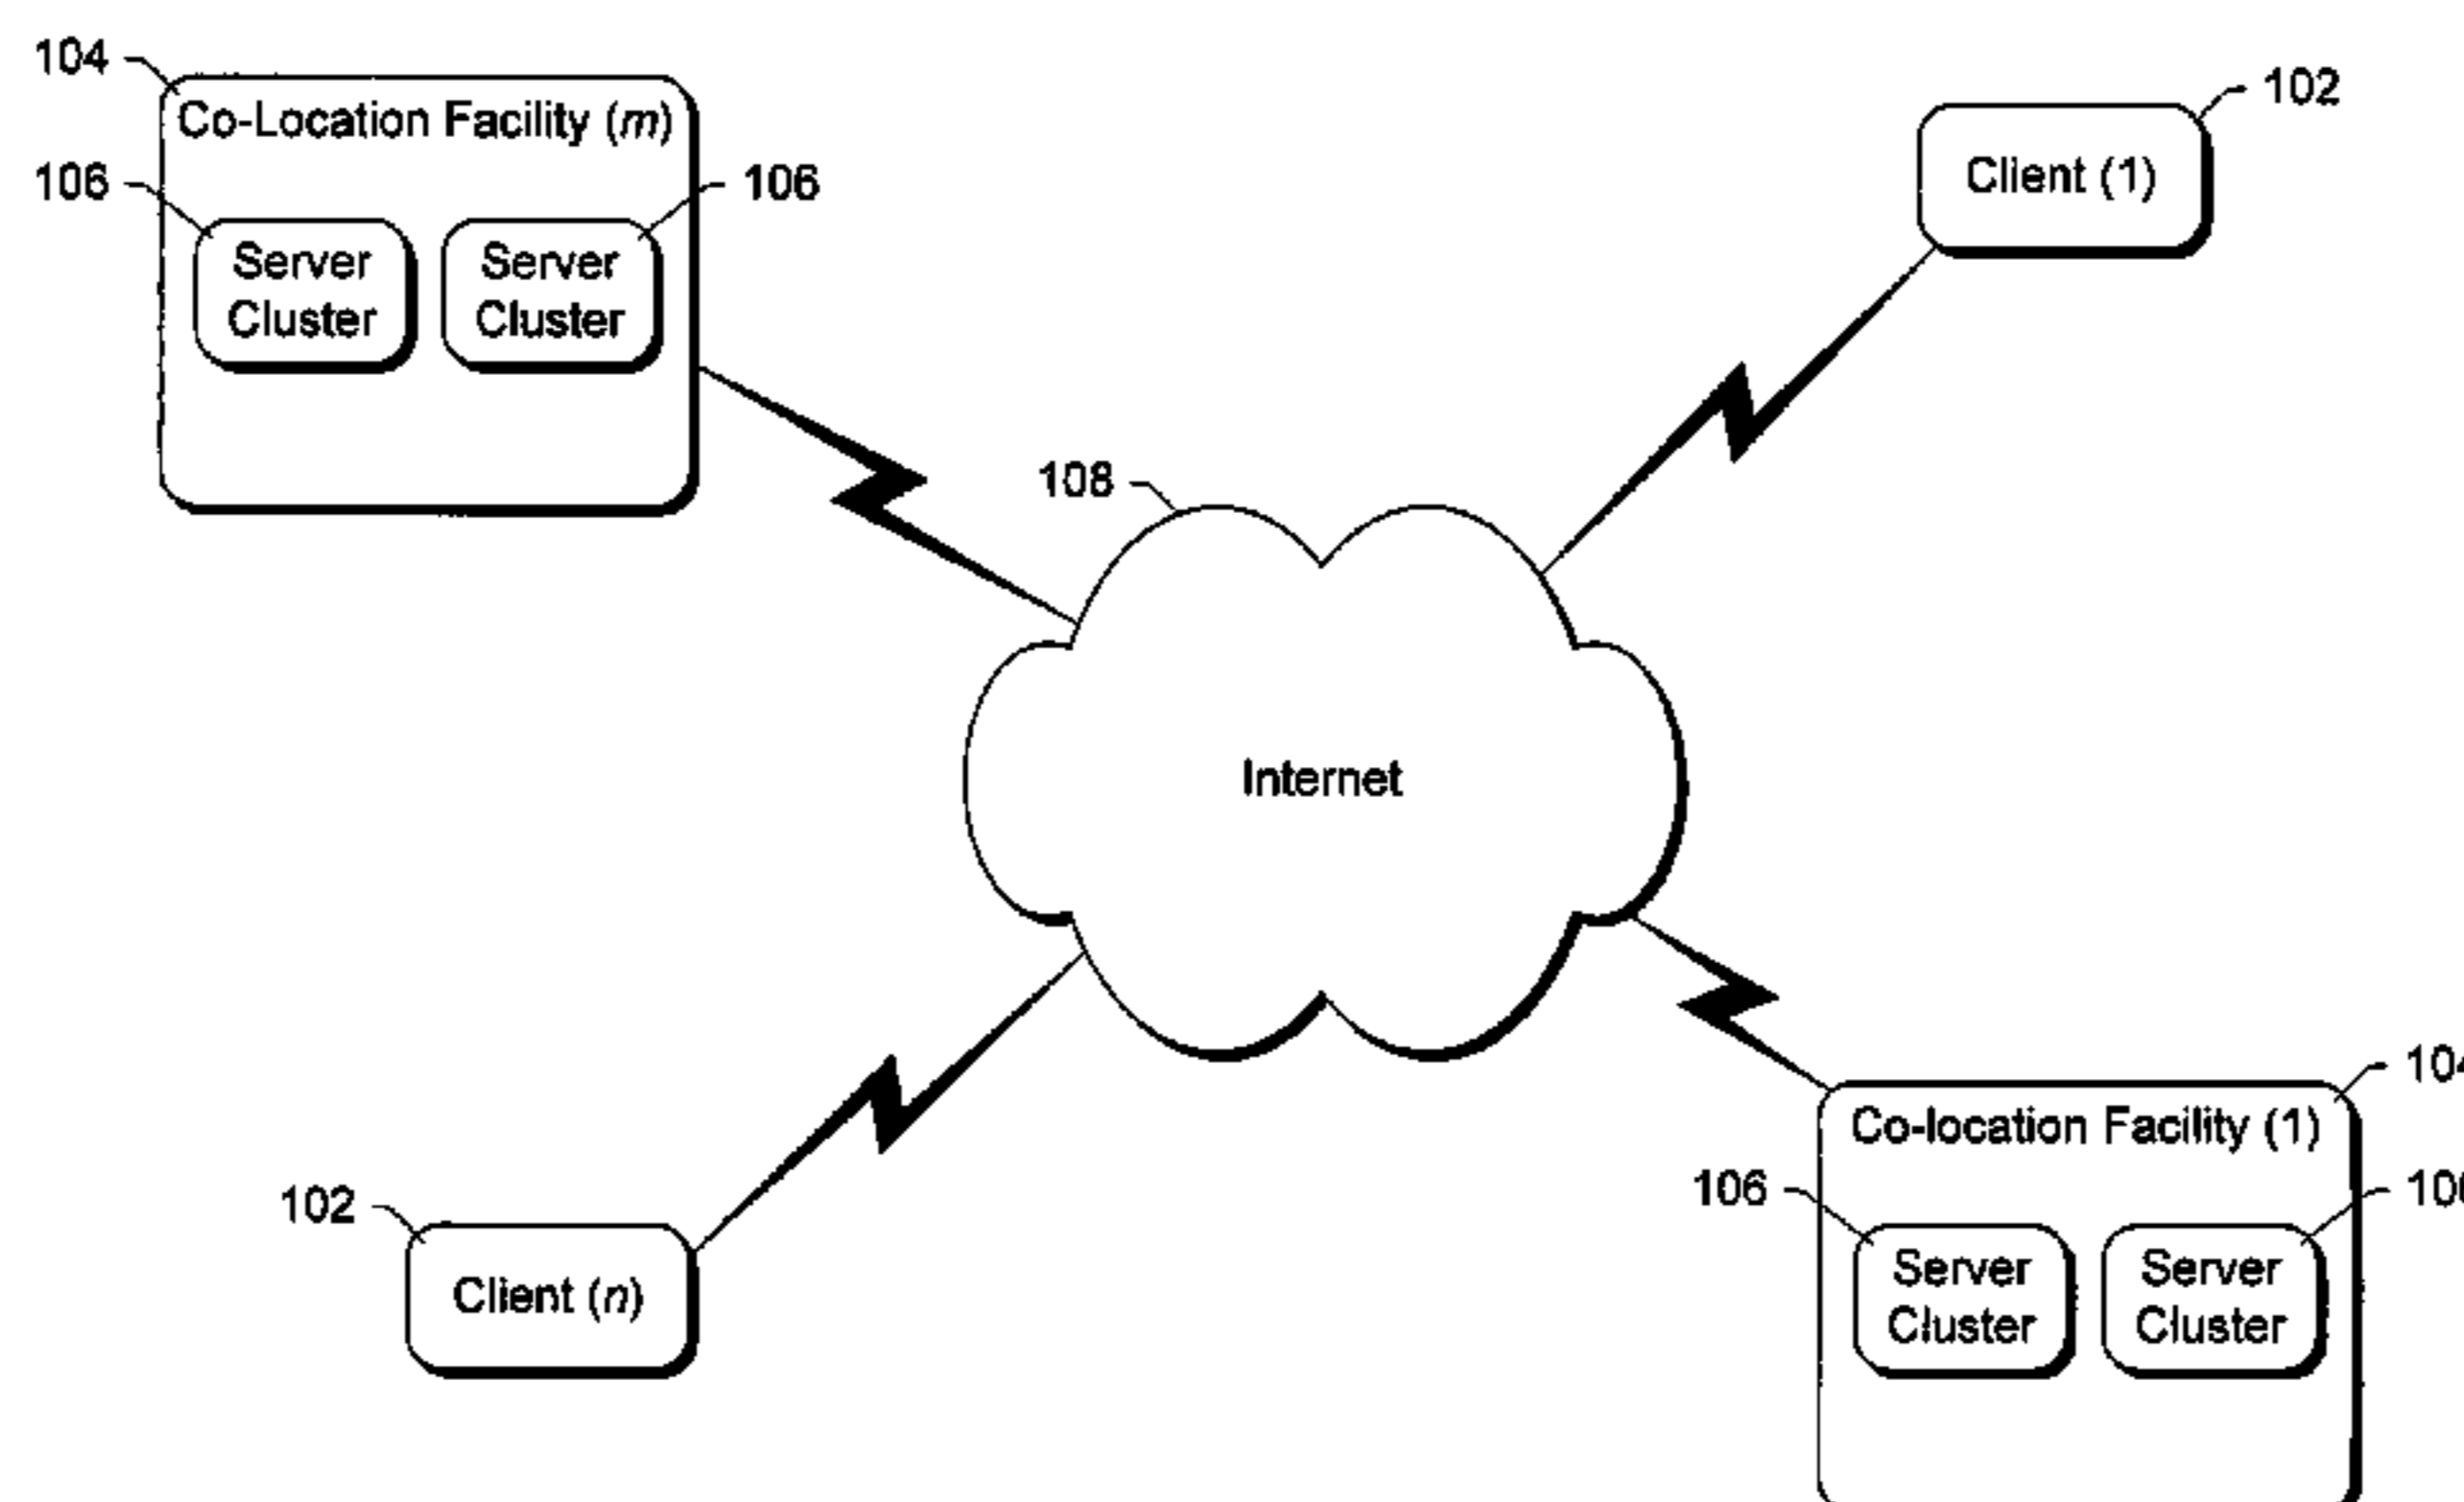 104
Co-Location Facility (m)
106
106
Server
Cluster
Server
Cluster
102
Client (1)
108
Internet
102
Client (n)
Co-location Facility (1)
106
Server
Cluster
Server
Cluster